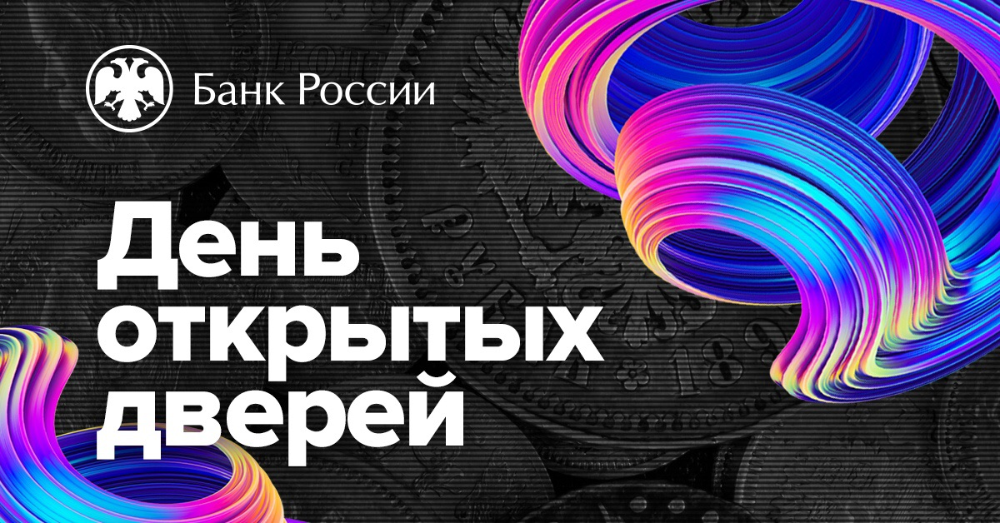 Банк России
День
открытых
дверей